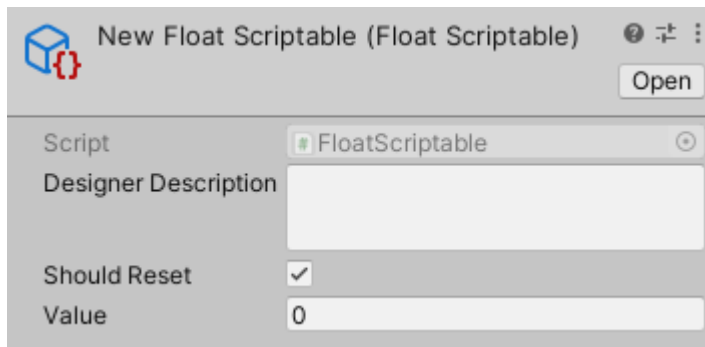 New Float Scriptable (Float Scriptable)
Open
Script FloatScriptable
Designer Description
Should Reset
Value 0